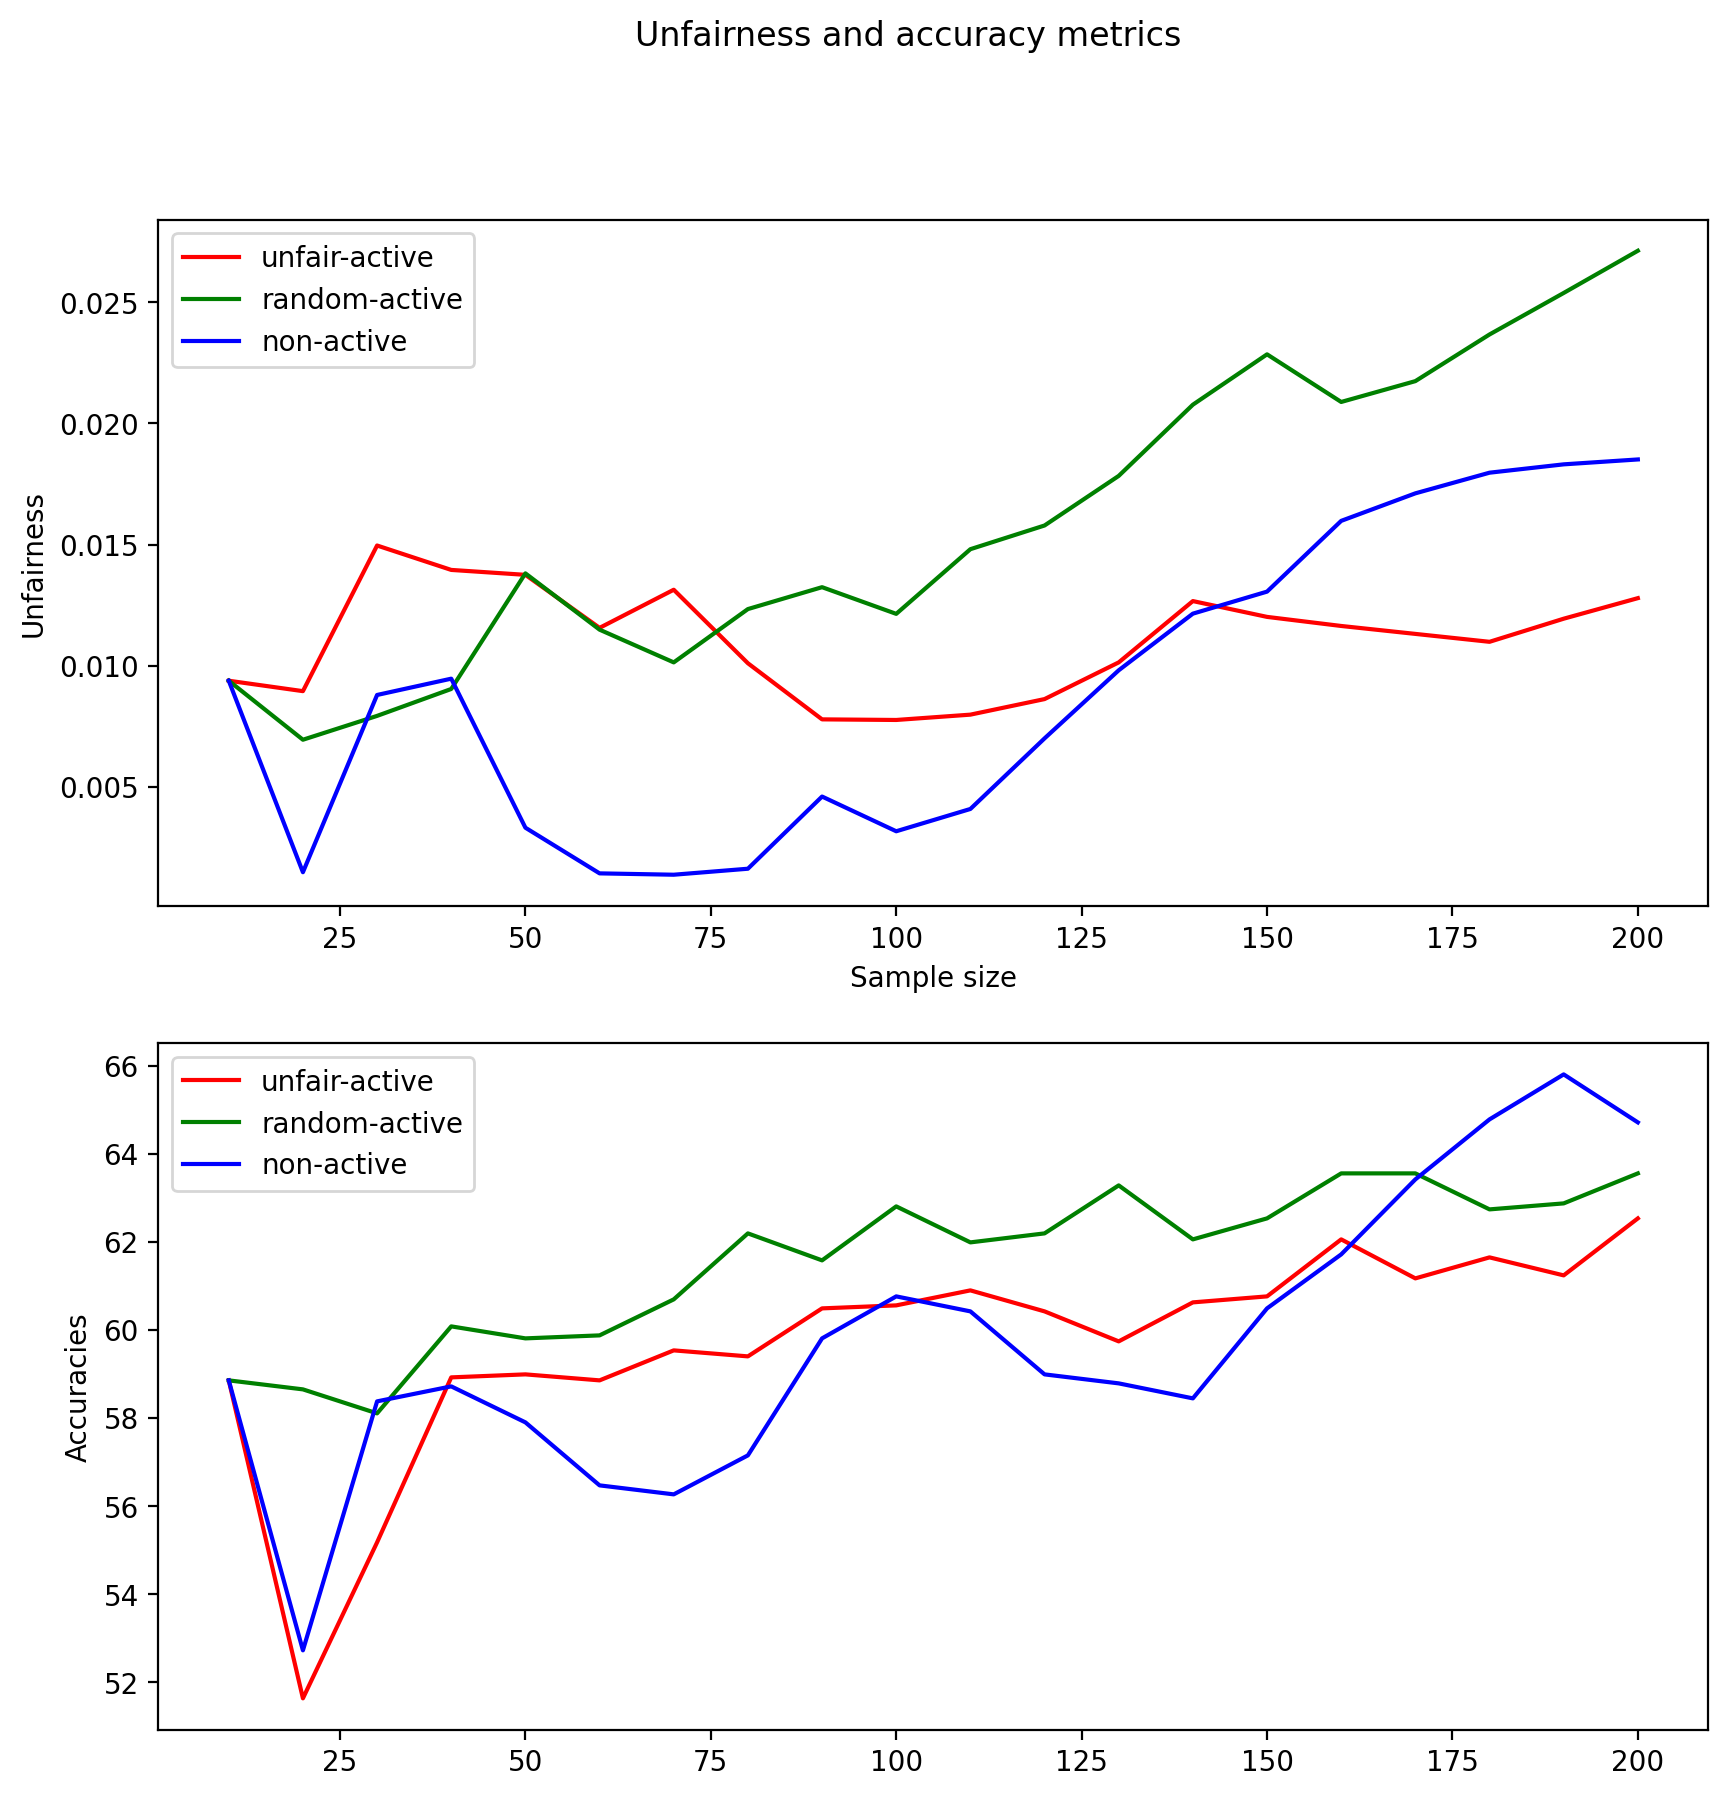 Unfairness and accuracy metrics
unfair-active
random-active
non-active
0.025
0.020
0.015
0.010
0.005
Unfairness
25 50 75 100 125 150 175 200
Sample size
unfair-active
random-active
non-active
66
64
62
60
58
56
54
52
Accuracies
25 50 75 100 125 150 175 200